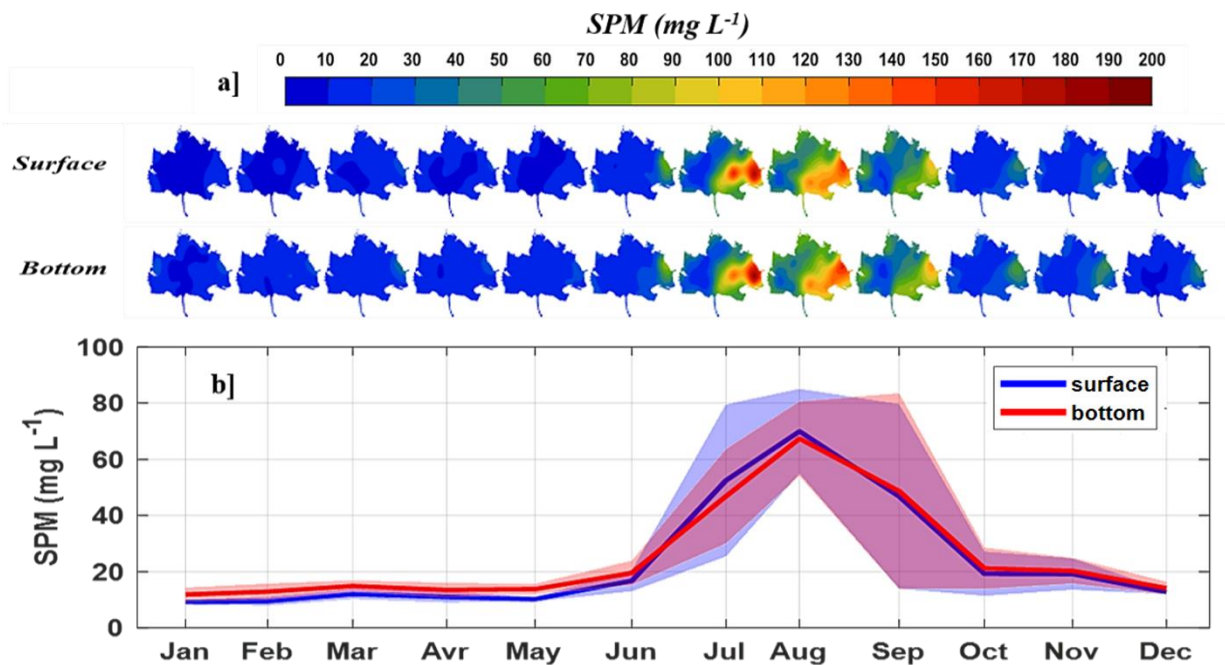 SPM (mg L-1)
0 10 20 30 40 50 60 70 80 90 100 110 120 130 140 150 160 170 180 190 200
a]
Surface
Bottom
100
80
60
40
20
0
SPM (mg L-1)
b]
surface
bottom
Jan Feb Mar Avr May Jun Jul Aug Sep Oct Nov Dec